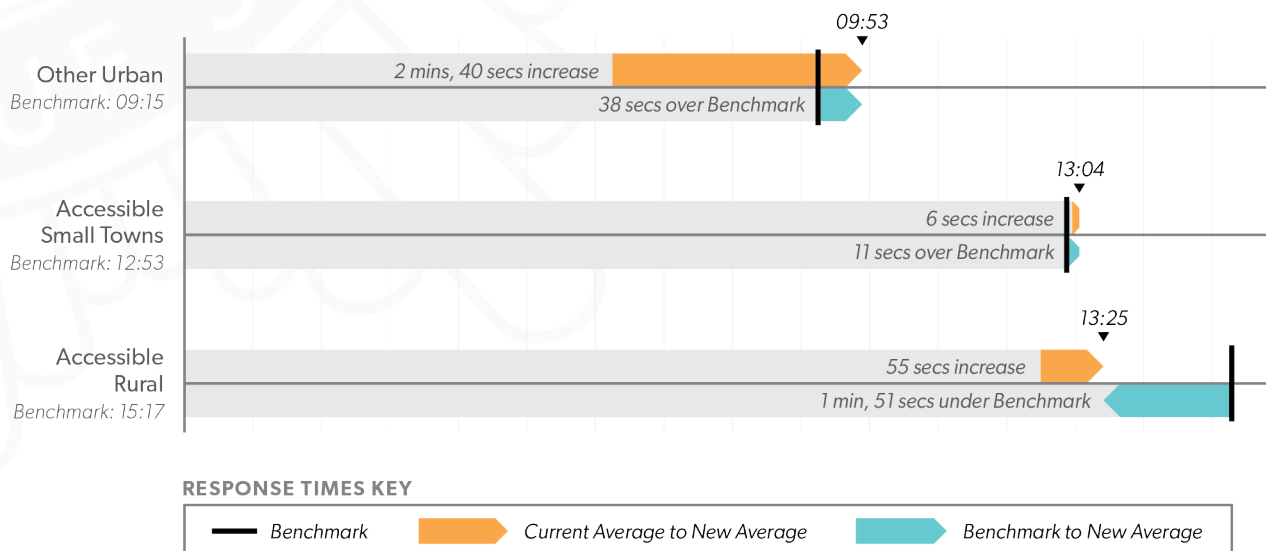 09:53
Other Urban
Benchmark: 09:15
2 mins, 40 secs increase
38 secs over Benchmark
13:04
Accessible
Small Towns
Benchmark: 12:53
6 secs increase
11 secs over Benchmark
13:25
Accessible
Rural
Benchmark: 15:17
55 secs increase
1 min, 51 secs under Benchmark
RESPONSE TIMES KEY
Benchmark
Current Average to New Average
Benchmark to New Average